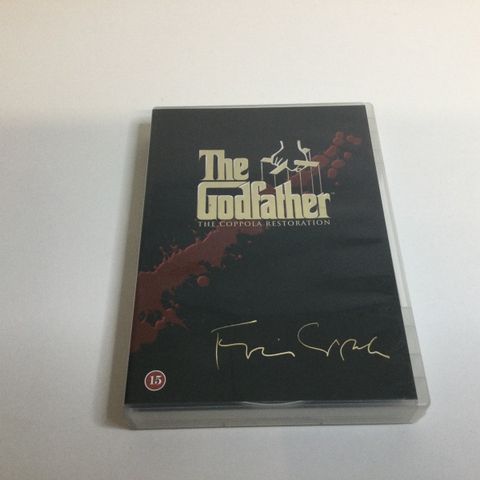 The
Godfather
THE COPPOLA RESTORATION
15